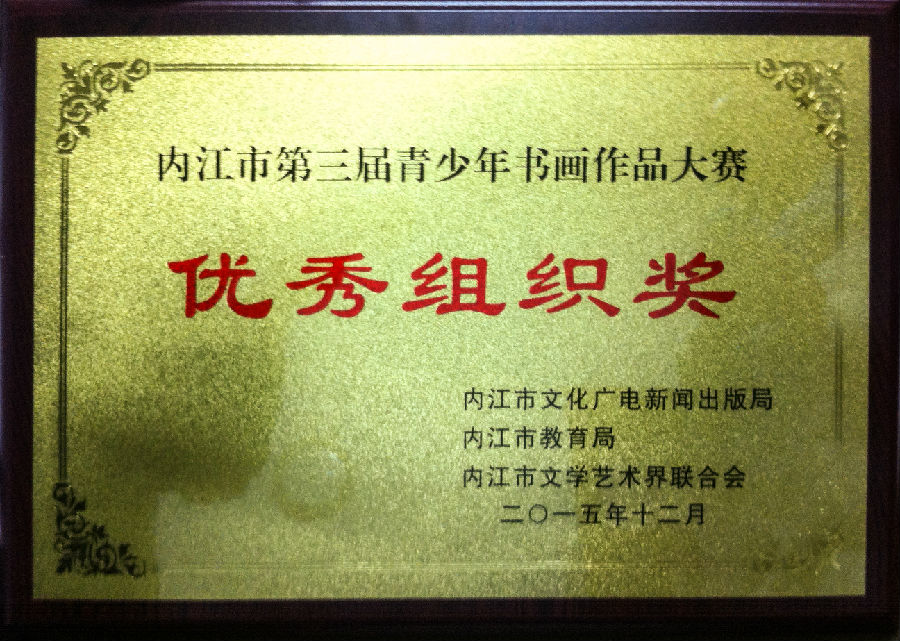 内江市第三届青少年书画作品大赛
优秀组织奖
内江市文化广电新闻出版局
内江市教育局
内江市文学艺术界联合会
二〇一五年十二月